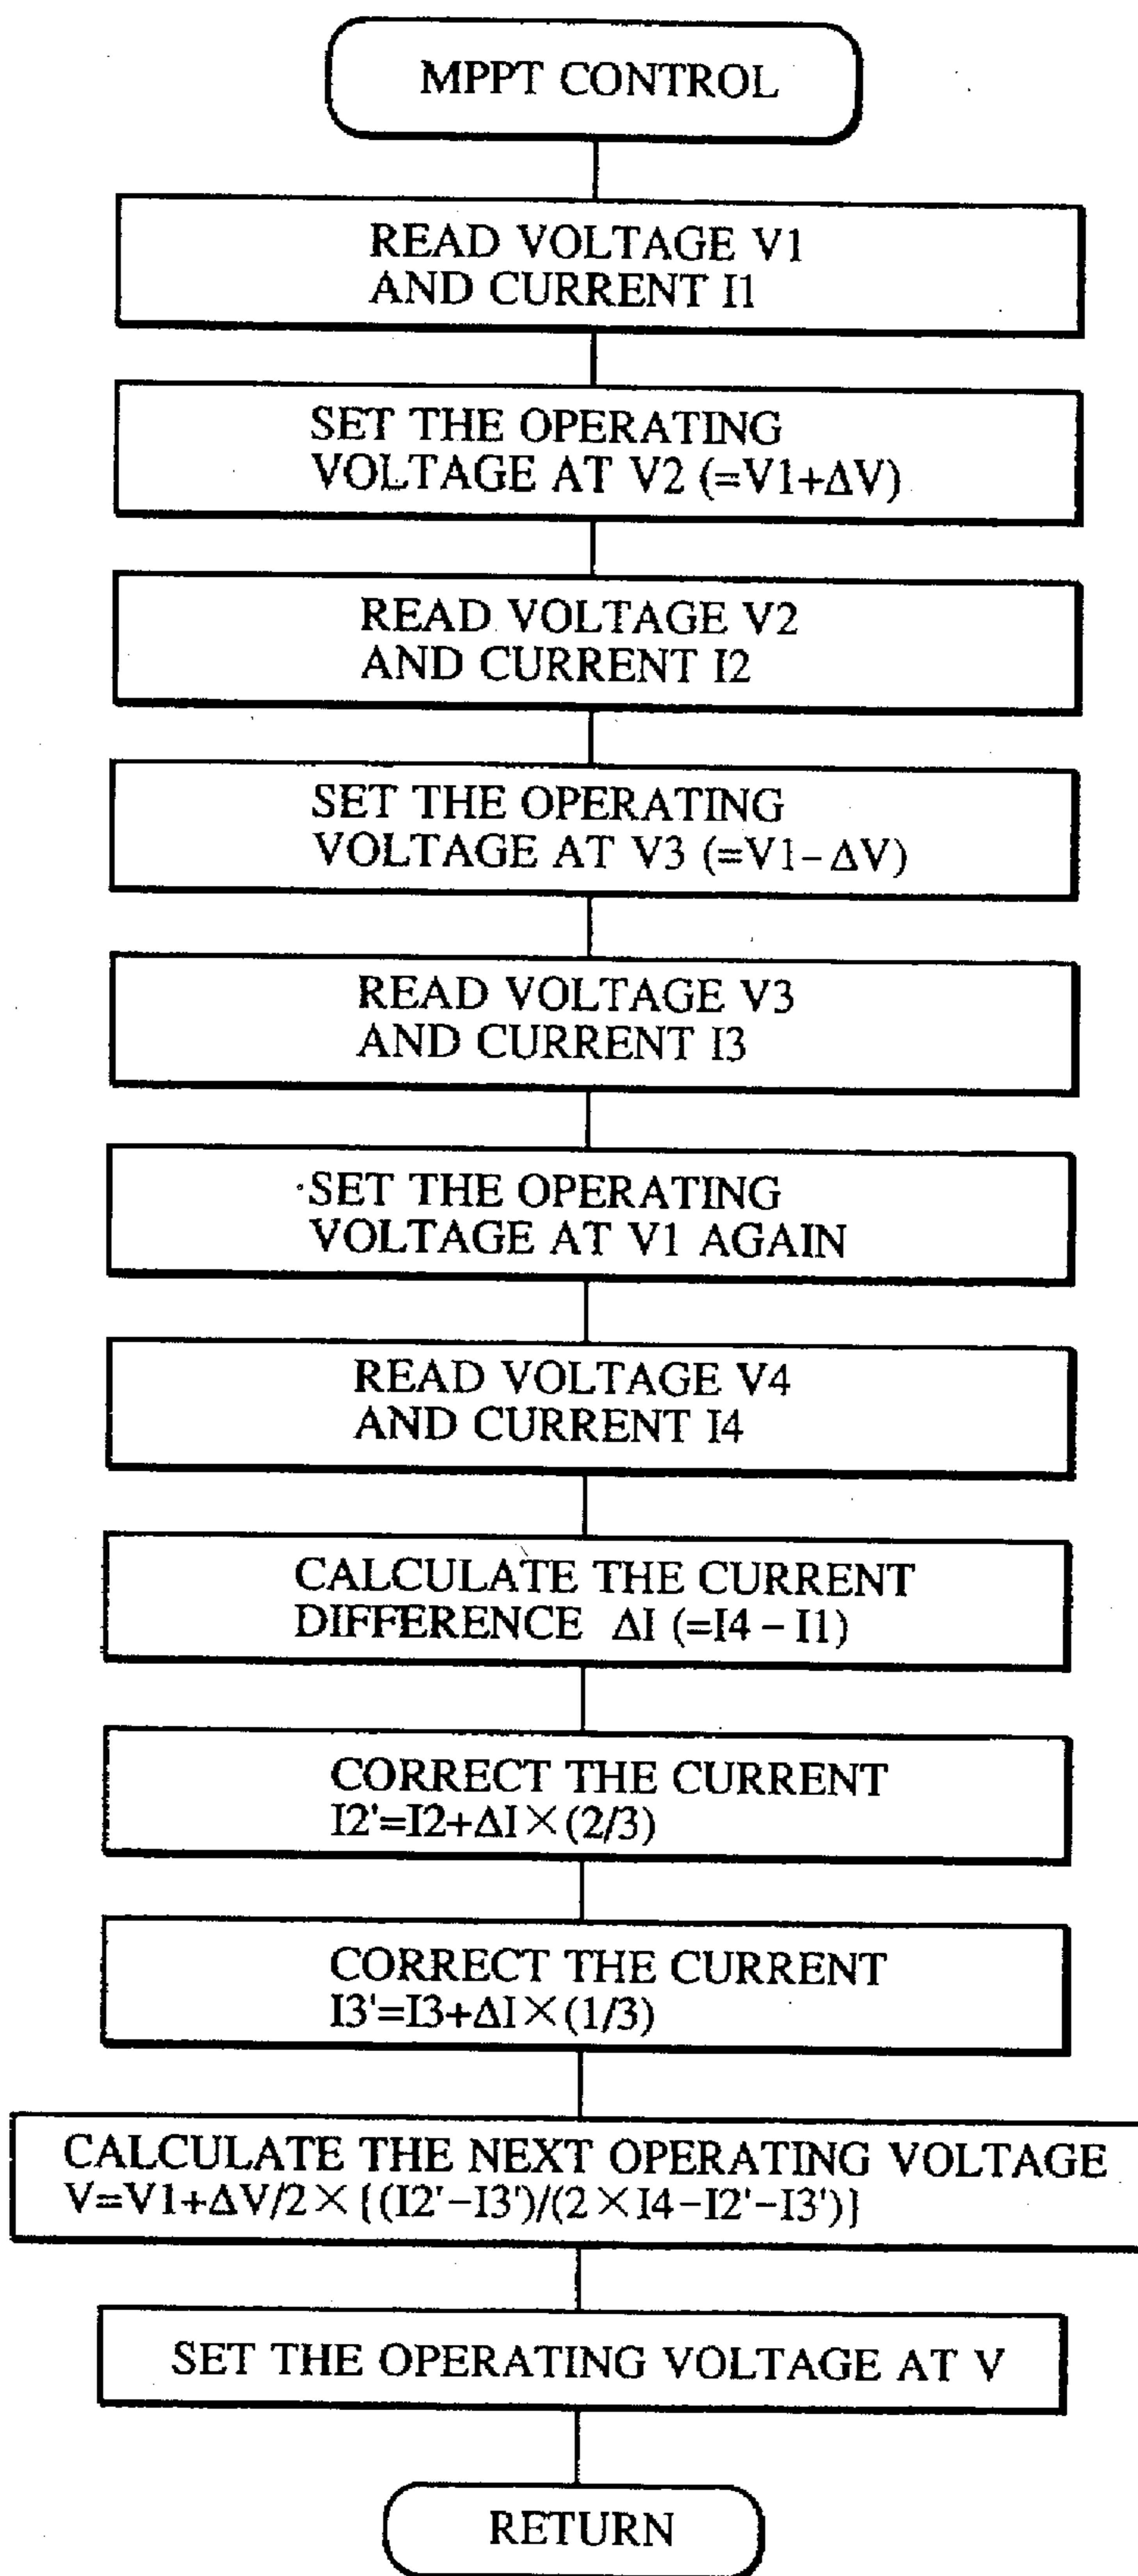 MPPT CONTROL
READ VOLTAGE V1
AND CURRENT I1
SET THE OPERATING
VOLTAGE AT V2 (=V1+ΔV)
READ VOLTAGE V2
AND CURRENT I2
SET THE OPERATING
VOLTAGE AT V3 (=V1-ΔV)
READ VOLTAGE V3
AND CURRENT I3
SET THE OPERATING
VOLTAGE AT V1 AGAIN
READ VOLTAGE V4
AND CURRENT I4
CALCULATE THE CURRENT
DIFFERENCE ΔI (=I4 – I1)
CORRECT THE CURRENT
I2'=I2+ΔI×(2/3)
CORRECT THE CURRENT
I3'=I3+ΔI×(1/3)
CALCULATE THE NEXT OPERATING VOLTAGE
V=V1+ΔV/2×{(I2'-I3')/(2×I4-I2'-I3')}
SET THE OPERATING VOLTAGE AT V
RETURN